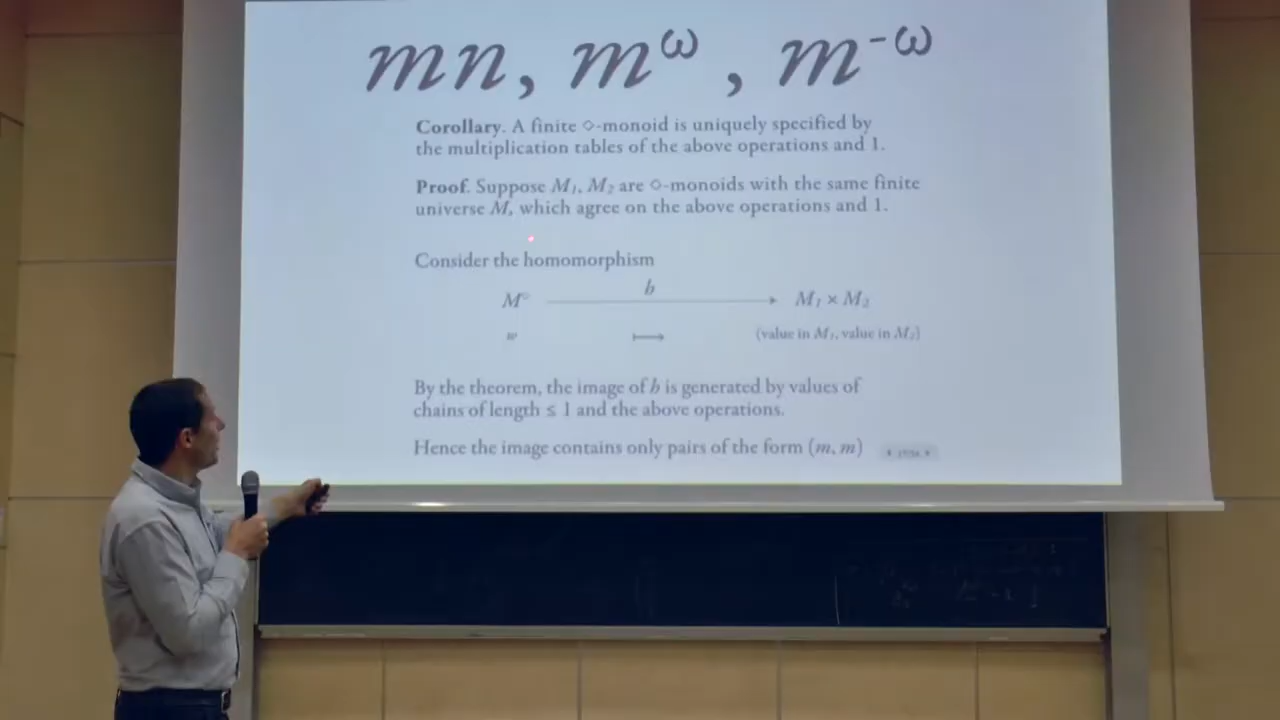 mn, m^ω, m^-ω
Corollary. A finite ◇-monoid is uniquely specified by
the multiplication tables of the above operations and 1.
Proof. Suppose M₁, M₂ are ◇-monoids with the same finite
universe M, which agree on the above operations and 1.
Consider the homomorphism
h
M° M₁ × M₂
w ⟼ (value in M₁, value in M₂)
By the theorem, the image of h is generated by values of
chains of length ≤ 1 and the above operations.
Hence the image contains only pairs of the form (m, m)